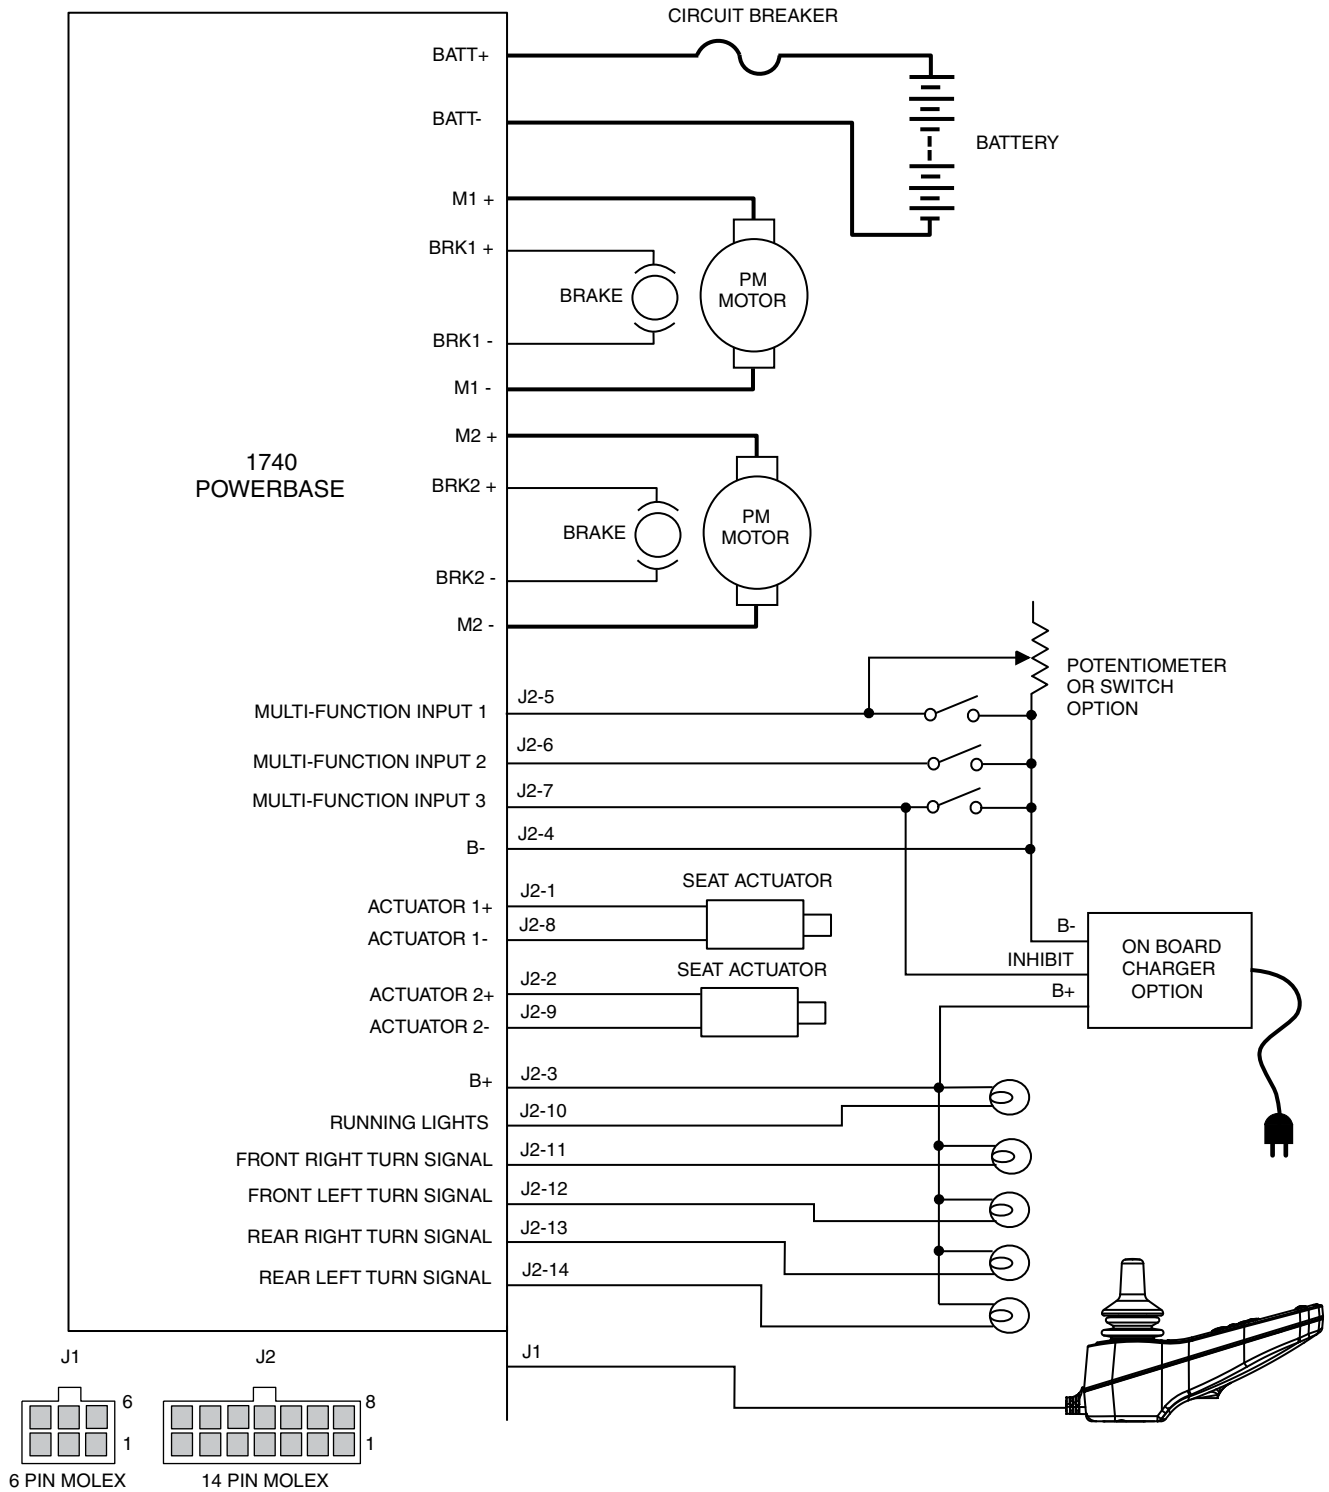 CIRCUIT BREAKER
BATT+
BATT-
BATTERY
M1 +
BRK1 +
BRAKE
PM
MOTOR
BRK1 -
M1 -
M2 +
1740
POWERBASE
BRK2 +
BRAKE
PM
MOTOR
BRK2 -
M2 -
POTENTIOMETER
OR SWITCH
OPTION
MULTI-FUNCTION INPUT 1
J2-5
MULTI-FUNCTION INPUT 2
J2-6
MULTI-FUNCTION INPUT 3
J2-7
B-
J2-4
SEAT ACTUATOR
ACTUATOR 1+
J2-1
ACTUATOR 1-
J2-8
B-
INHIBIT
B+
ON BOARD
CHARGER
OPTION
SEAT ACTUATOR
ACTUATOR 2+
J2-2
ACTUATOR 2-
J2-9
B+
J2-3
RUNNING LIGHTS
J2-10
FRONT RIGHT TURN SIGNAL
J2-11
FRONT LEFT TURN SIGNAL
J2-12
REAR RIGHT TURN SIGNAL
J2-13
REAR LEFT TURN SIGNAL
J2-14
J1
J1
J2
6
1
8
1
6 PIN MOLEX
14 PIN MOLEX